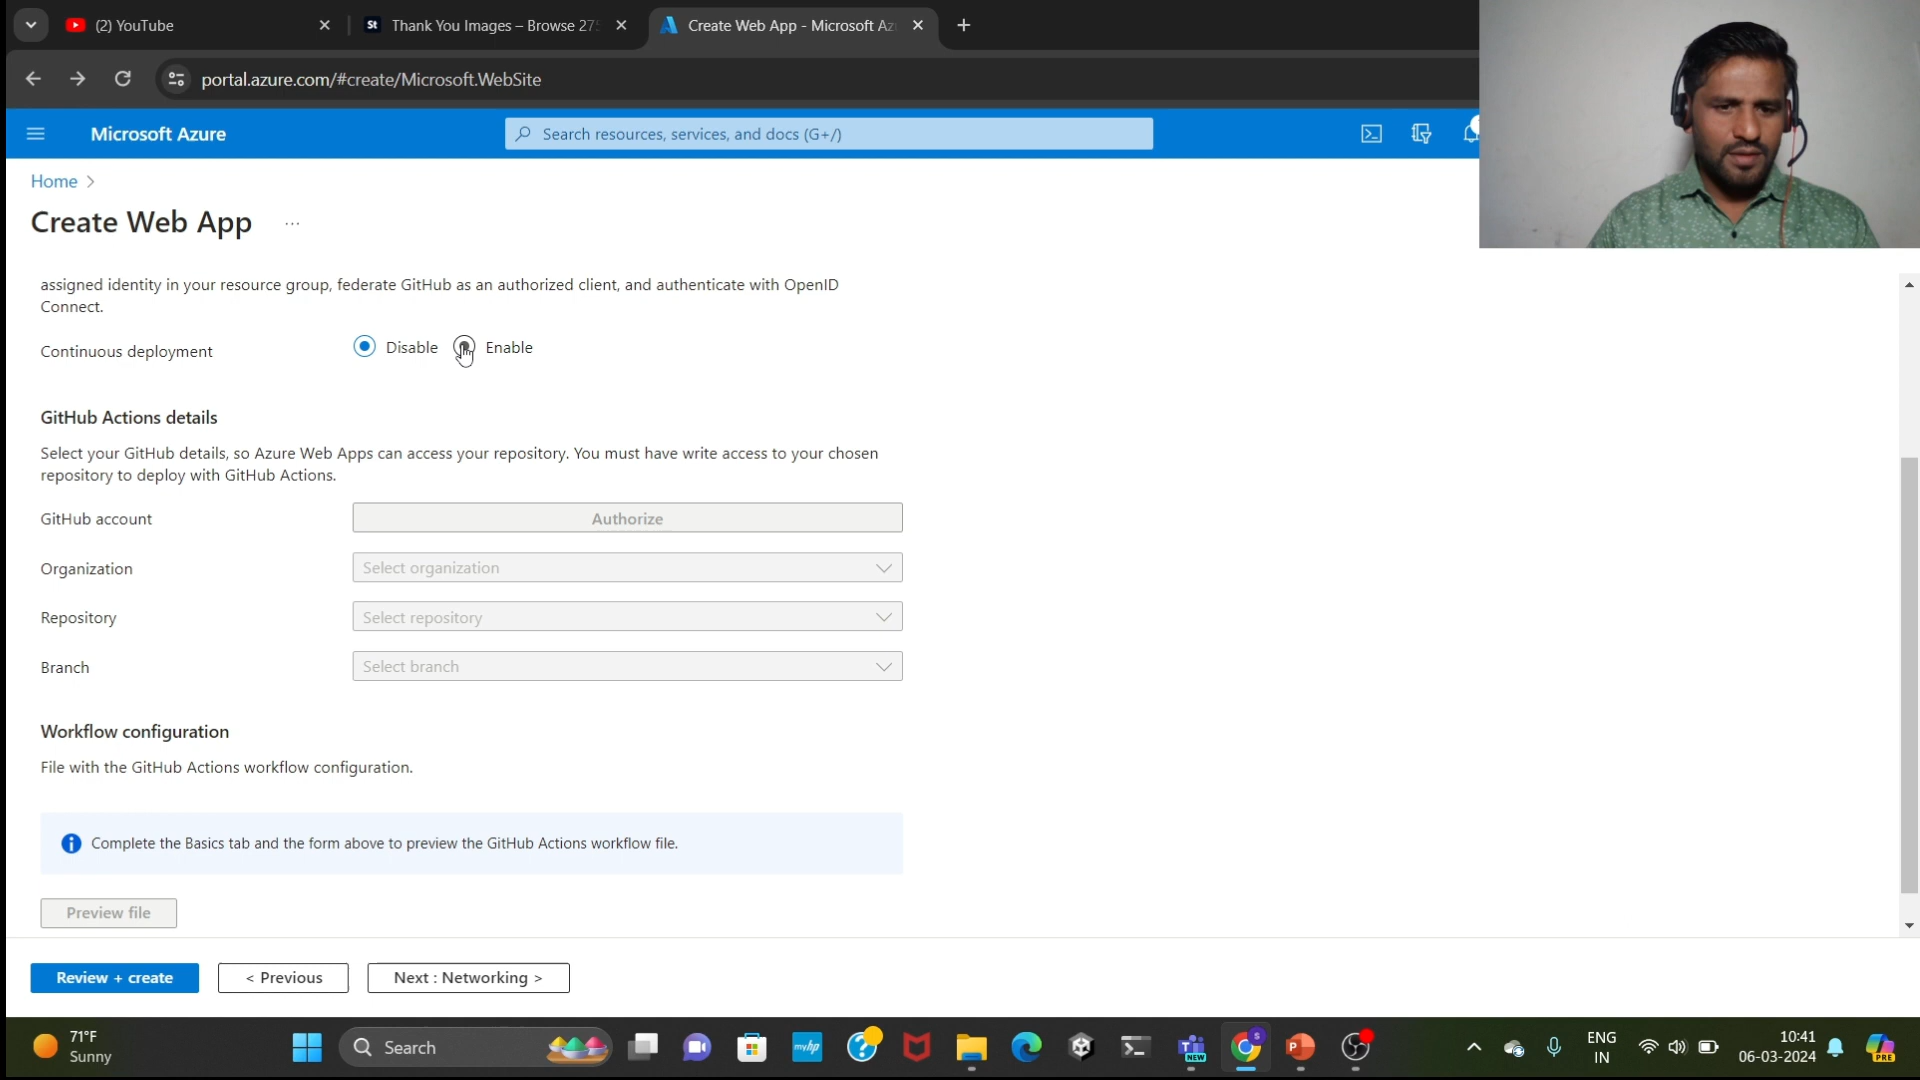 (2) YouTube
St
Thank You Images – Browse 275
Create Web App - Microsoft Az
portal.azure.com/#create/Microsoft.WebSite
Microsoft Azure
Search resources, services, and docs (G+/)
Home
Create Web App
...
assigned identity in your resource group, federate GitHub as an authorized client, and authenticate with OpenID
Connect.
Continuous deployment
Disable
Enable
GitHub Actions details
Select your GitHub details, so Azure Web Apps can access your repository. You must have write access to your chosen
repository to deploy with GitHub Actions.
GitHub account
Authorize
Organization
Select organization
Repository
Select repository
Branch
Select branch
Workflow configuration
File with the GitHub Actions workflow configuration.
Complete the Basics tab and the form above to preview the GitHub Actions workflow file.
Preview file
Review + create
< Previous
Next : Networking >
71°F
Sunny
Search
myhp
NEW
S
ENG
IN
10:41
06-03-2024
PRE